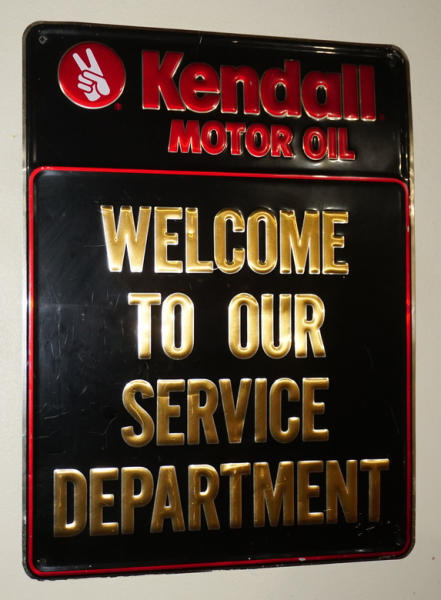 Kendall
MOTOR OIL
WELCOME
TO OUR
SERVICE
DEPARTMENT